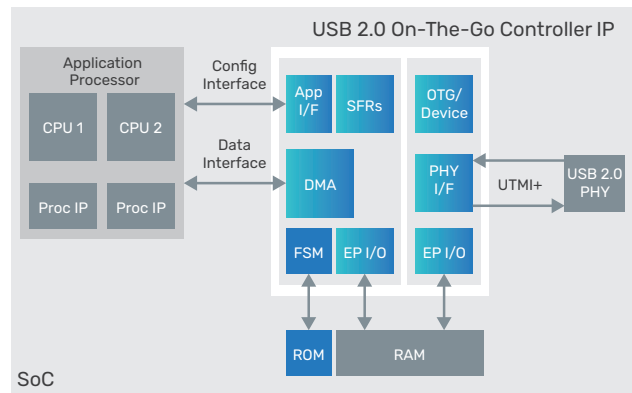 USB 2.0 On-The-Go Controller IP
Application
Processor
CPU 1
CPU 2
Proc IP
Proc IP
Config
Interface
Data
Interface
App
I/F
SFRs
DMA
FSM
EP I/O
OTG/
Device
PHY
I/F
EP I/O
UTMI+
USB 2.0
PHY
ROM
RAM
SoC